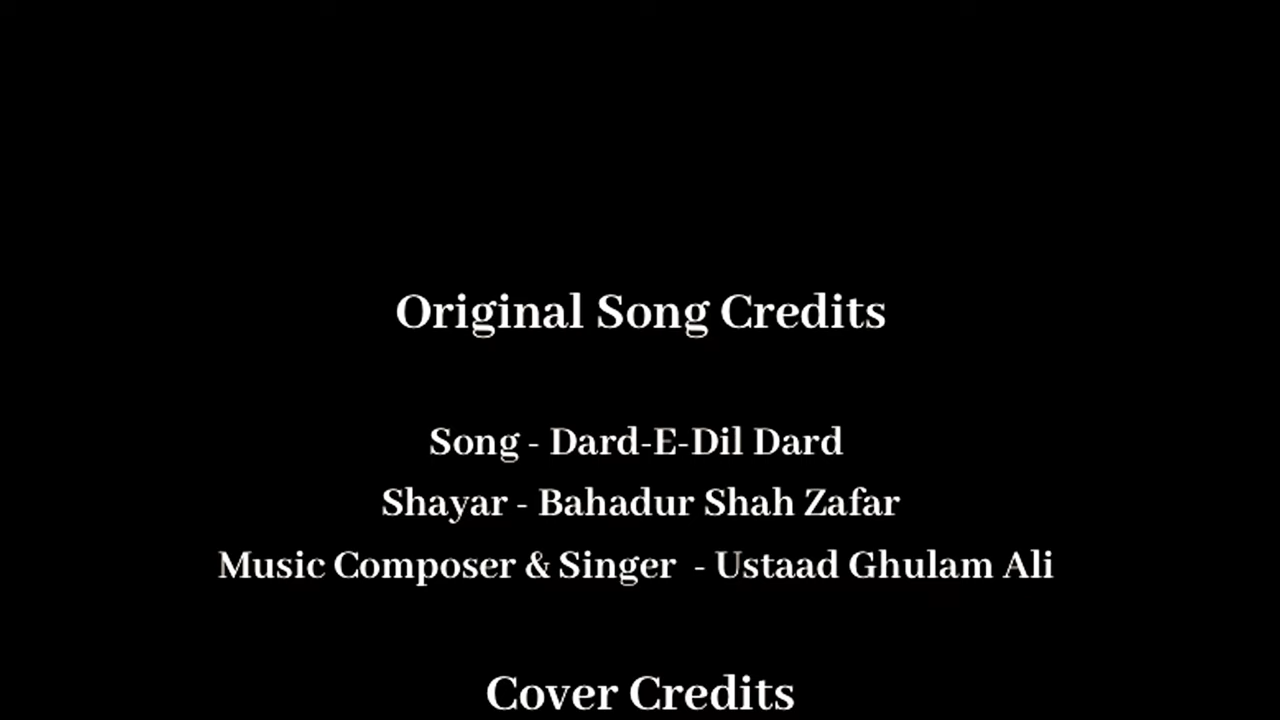 Original Song Credits
Song - Dard-E-Dil Dard
Shayar - Bahadur Shah Zafar
Music Composer & Singer  - Ustaad Ghulam Ali
Cover Credits